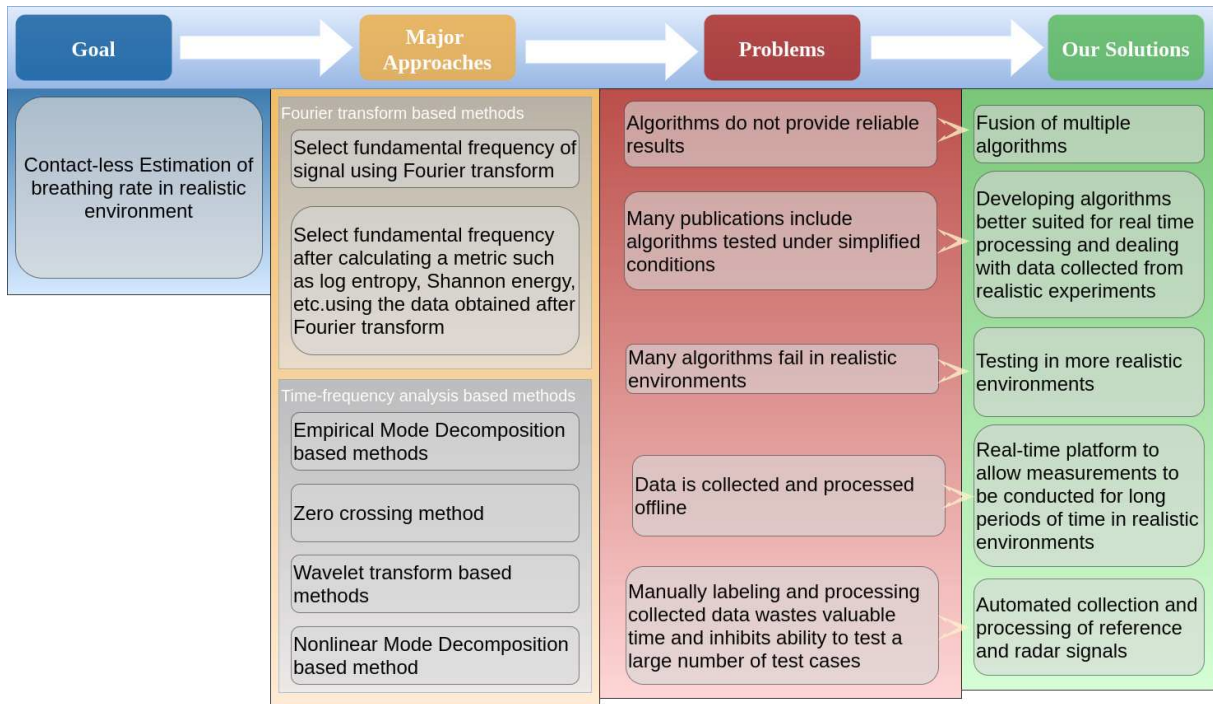 Goal
Major
Approaches
Problems
Our Solutions
Contact-less Estimation of
breathing rate in realistic
environment
Fourier transform based methods
Select fundamental frequency of
signal using Fourier transform
Select fundamental frequency
after calculating a metric such
as log entropy, Shannon energy,
etc.using the data obtained after
Fourier transform
Time-frequency analysis based methods
Empirical Mode Decomposition
based methods
Zero crossing method
Wavelet transform based
methods
Nonlinear Mode Decomposition
based method
Algorithms do not provide reliable
results
Many publications include
algorithms tested under simplified
conditions
Many algorithms fail in realistic
environments
Data is collected and processed
offline
Manually labeling and processing
collected data wastes valuable
time and inhibits ability to test a
large number of test cases
Fusion of multiple
algorithms
Developing algorithms
better suited for real time
processing and dealing
with data collected from
realistic experiments
Testing in more realistic
environments
Real-time platform to
allow measurements to
be conducted for long
periods of time in realistic
environments
Automated collection and
processing of reference
and radar signals